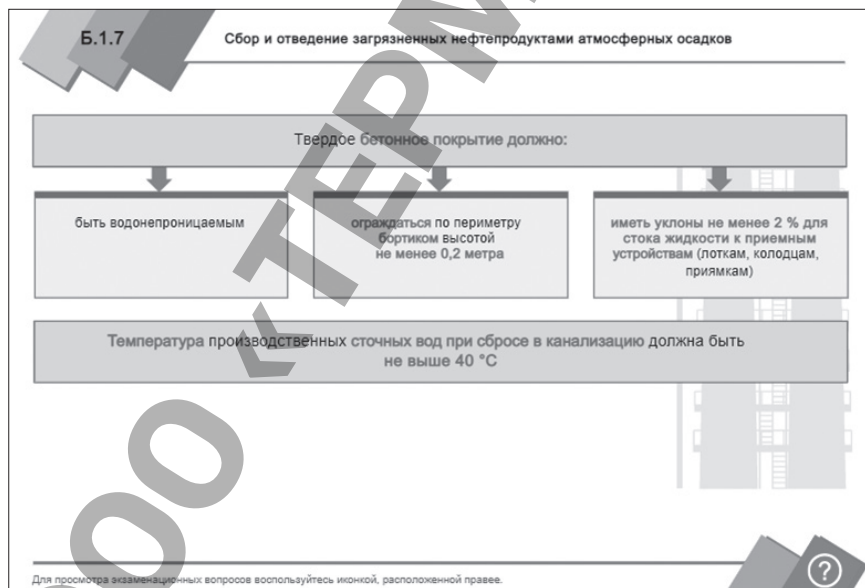 Б.1.7
Сбор и отведение загрязненных нефтепродуктами атмосферных осадков
Твердое бетонное покрытие должно:
быть водонепроницаемым
ограждаться по периметру
бортиком высотой
не менее 0,2 метра
иметь уклоны не менее 2 % для
стока жидкости к приемным
устройствам (лоткам, колодцам,
приямкам)
Температура производственных сточных вод при сбросе в канализацию должна быть
не выше 40 °С
Для просмотра экзаменационных вопросов воспользуйтесь иконкой, расположенной правее.
?
ООО «ТЕРМ